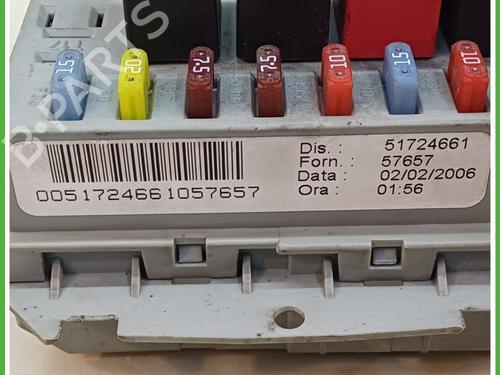 15 20 7.5 7.5 10 15 10
Dis. : 51724661
Forn. : 57657
Data : 02/02/2006
Ora : 01:56
0051724661057657
B-PARTS